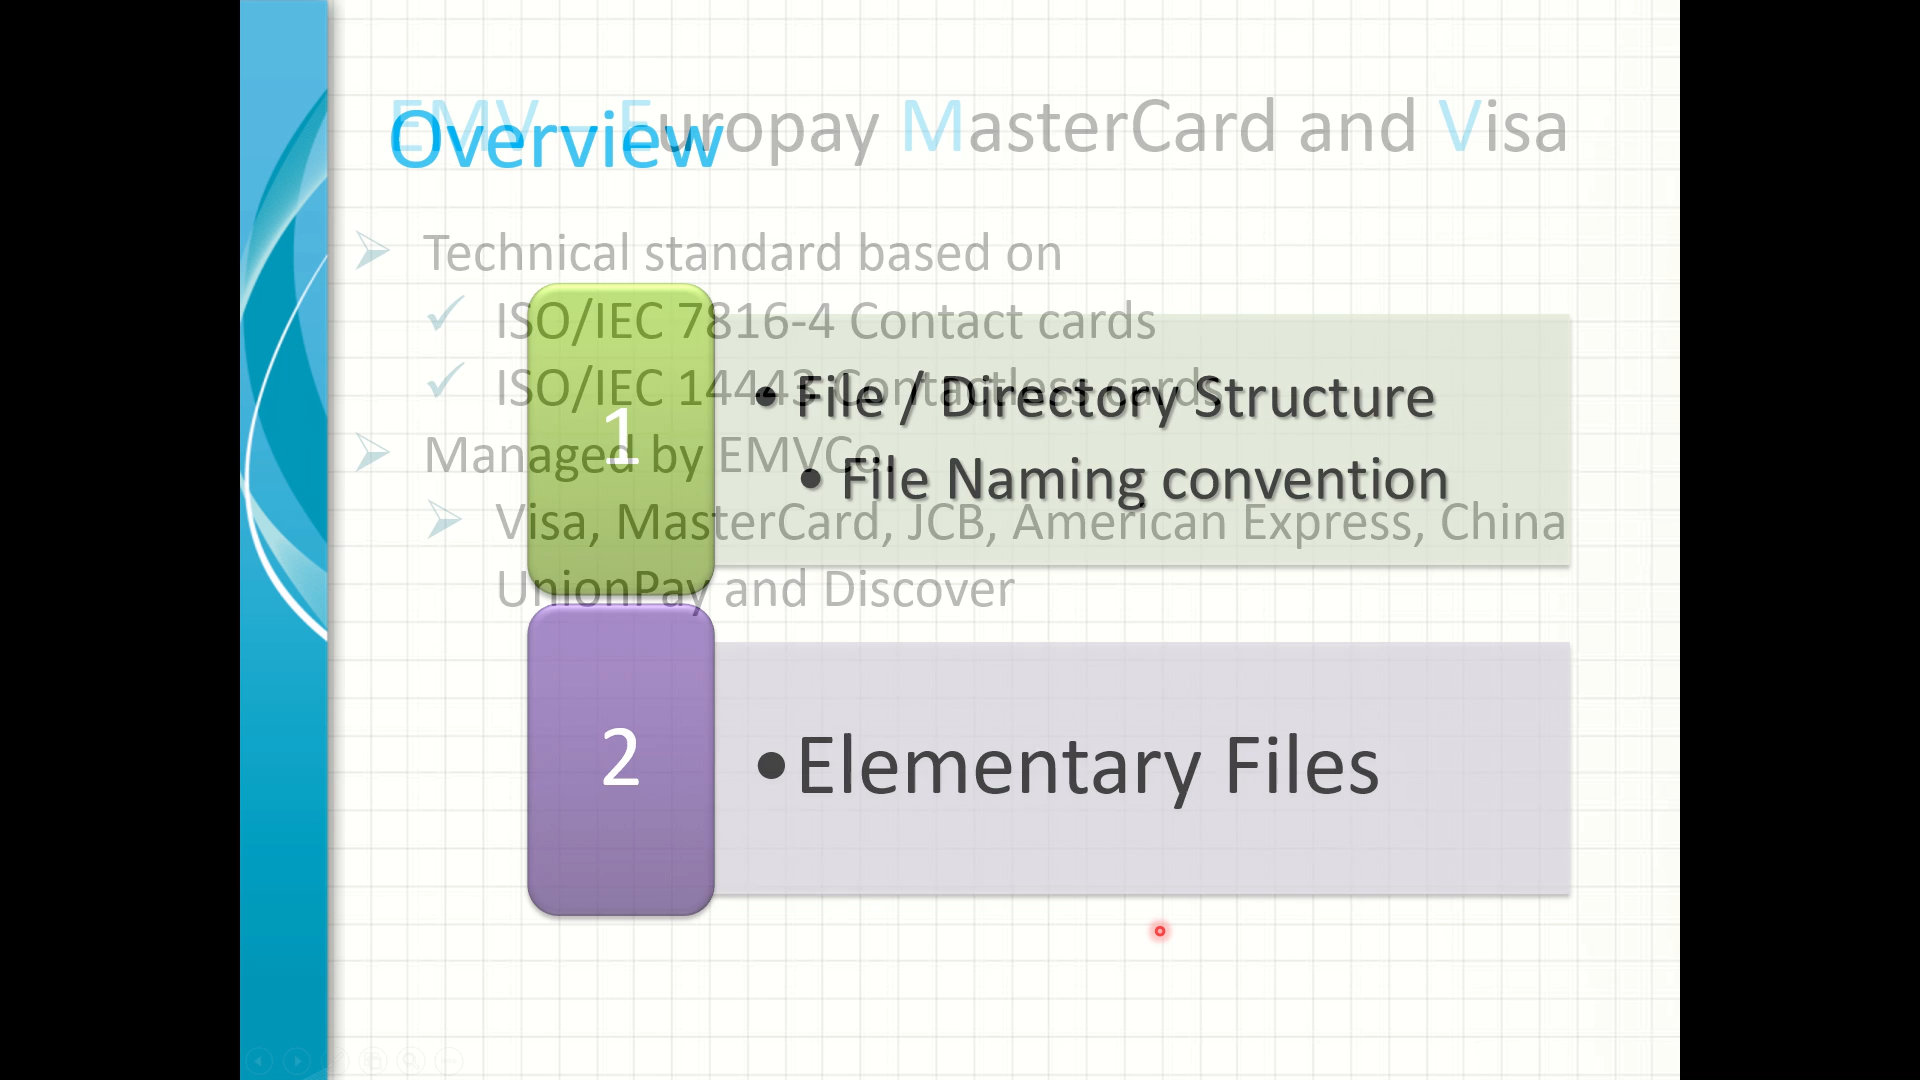 EMV – Europay MasterCard and Visa
Overview
Technical standard based on
ISO/IEC 7816-4 Contact cards
ISO/IEC 14443 Contactless cards
Managed by EMVCo
Visa, MasterCard, JCB, American Express, China
UnionPay and Discover
1
• File / Directory Structure
• File Naming convention
2
•Elementary Files